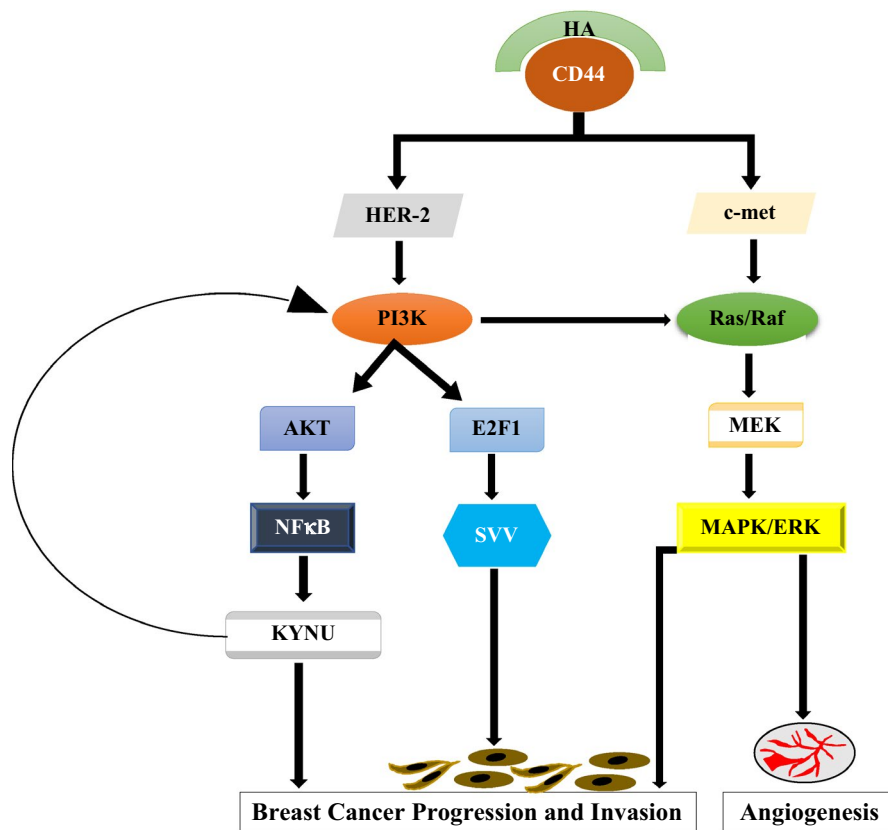 HA
CD44
HER-2
c-met
PI3K
Ras/Raf
AKT
E2F1
MEK
NFκB
SVV
MAPK/ERK
KYNU
Breast Cancer Progression and Invasion
Angiogenesis